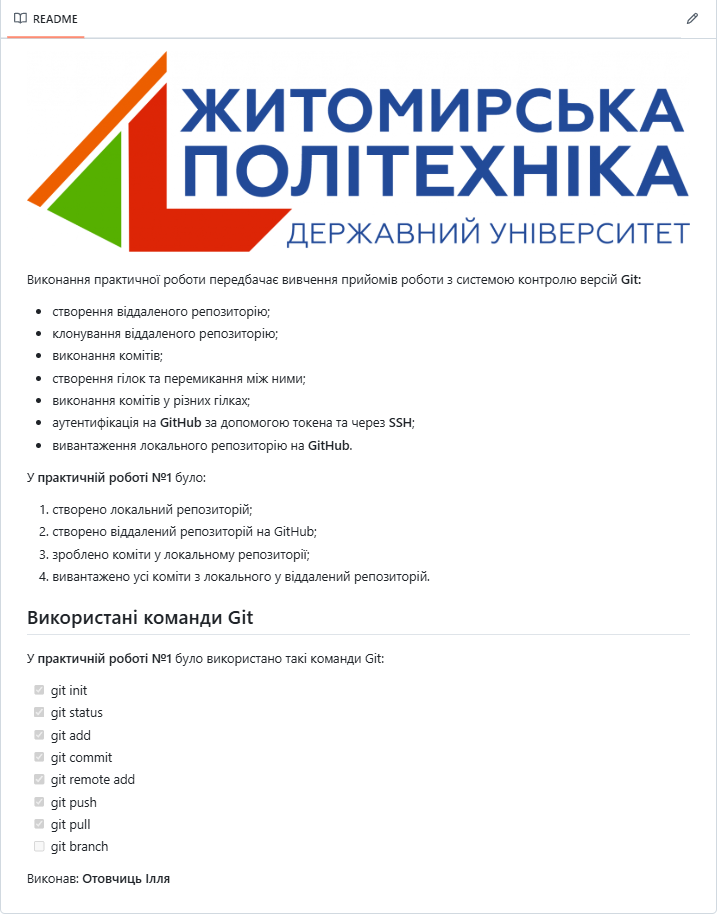 README
ЖИТОМИРСЬКА
ПОЛІТЕХНІКА
ДЕРЖАВНИЙ УНІВЕРСИТЕТ
Виконання практичної роботи передбачає вивчення прийомів роботи з системою контролю версій Git:
створення віддаленого репозиторію;
клонування віддаленого репозиторію;
виконання комітів;
створення гілок та перемикання між ними;
виконання комітів у різних гілках;
аутентифікація на GitHub за допомогою токена та через SSH;
вивантаження локального репозиторію на GitHub.
У практичній роботі №1 було:
1. створено локальний репозиторій;
2. створено віддалений репозиторій на GitHub;
3. зроблено коміти у локальному репозиторії;
4. вивантажено усі коміти з локального у віддалений репозиторій.
Використані команди Git
У практичній роботі №1 було використано такі команди Git:
git init
git status
git add
git commit
git remote add
git push
git pull
git branch
Виконав: Отовчиць Ілля